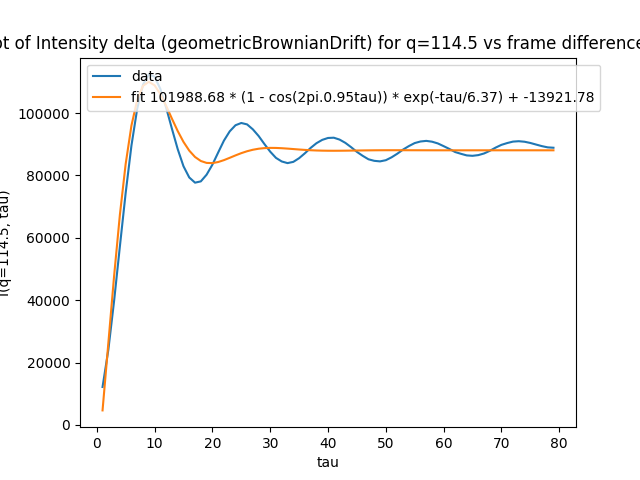 ot of Intensity delta (geometricBrownianDrift) for q=114.5 vs frame difference
data
fit 101988.68 * (1 - cos(2pi.0.95tau)) * exp(-tau/6.37) + -13921.78
100000
80000
60000
40000
20000
0
I(q=114.5, tau)
0 10 20 30 40 50 60 70 80
tau